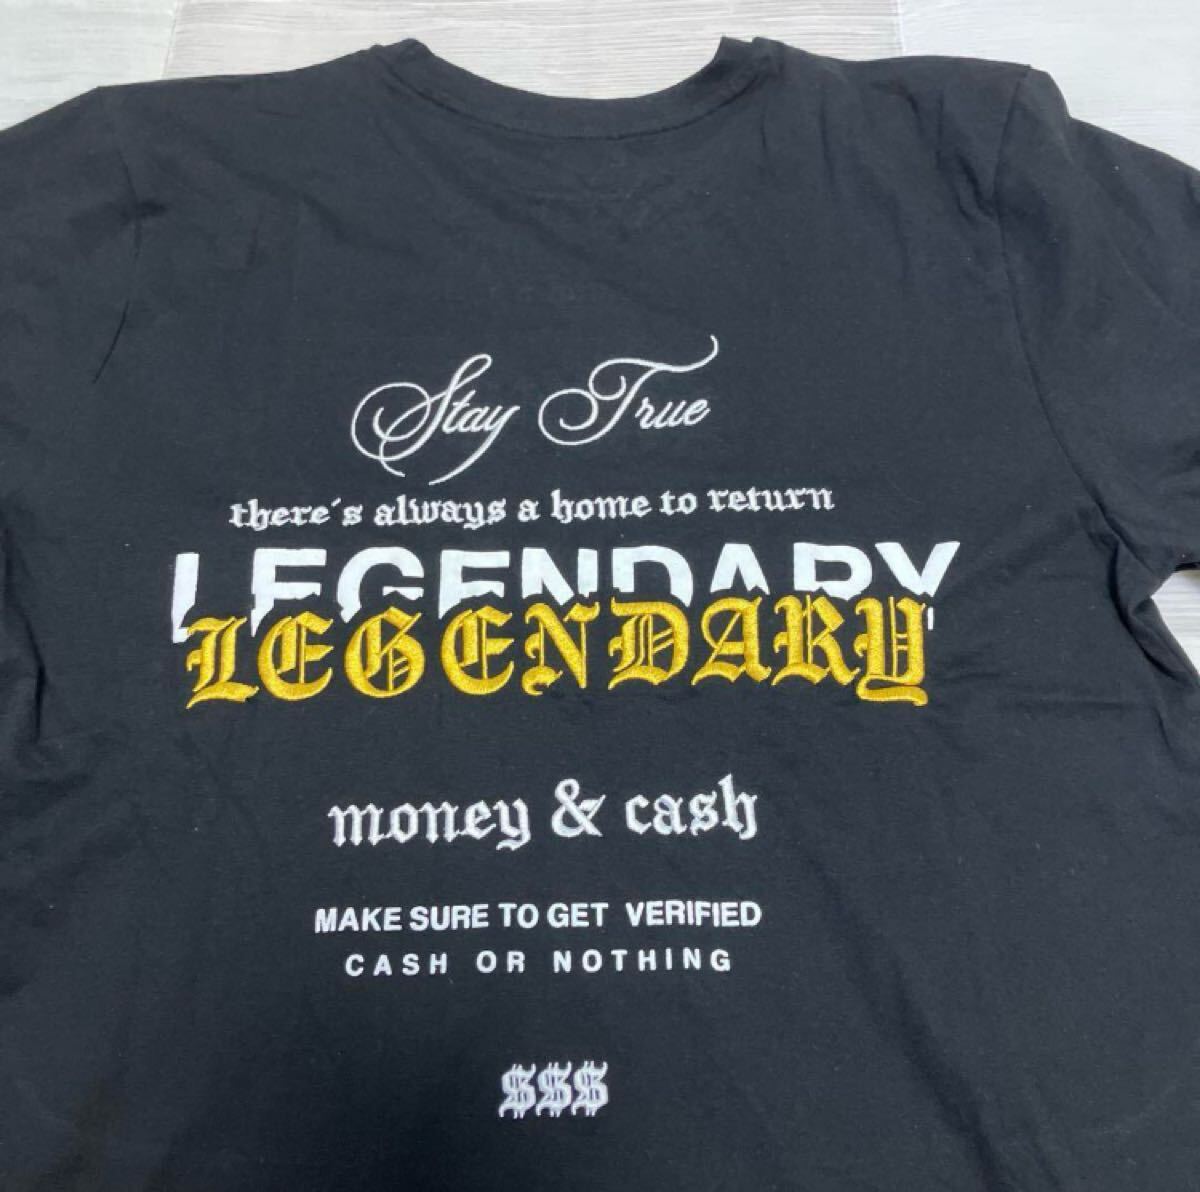 Stay True
there's always a home to return
LEGENDARY
LEGENDARY
money & cash
MAKE SURE TO GET VERIFIED
CASH OR NOTHING
$$$